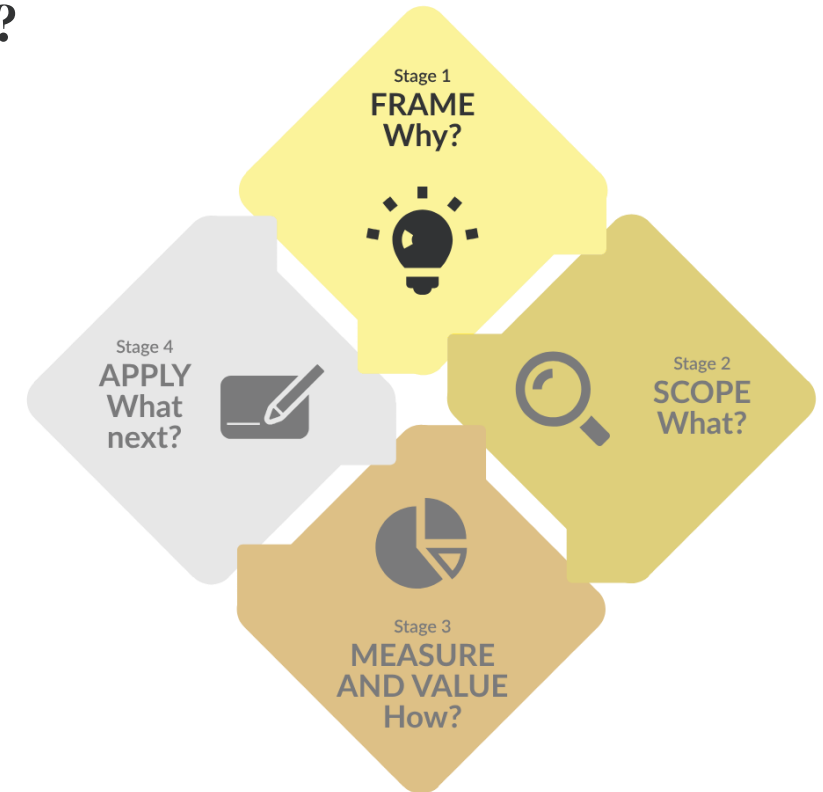 ?
Stage 1
FRAME
Why?
Stage 2
SCOPE
What?
Stage 3
MEASURE
AND VALUE
How?
Stage 4
APPLY
What
next?